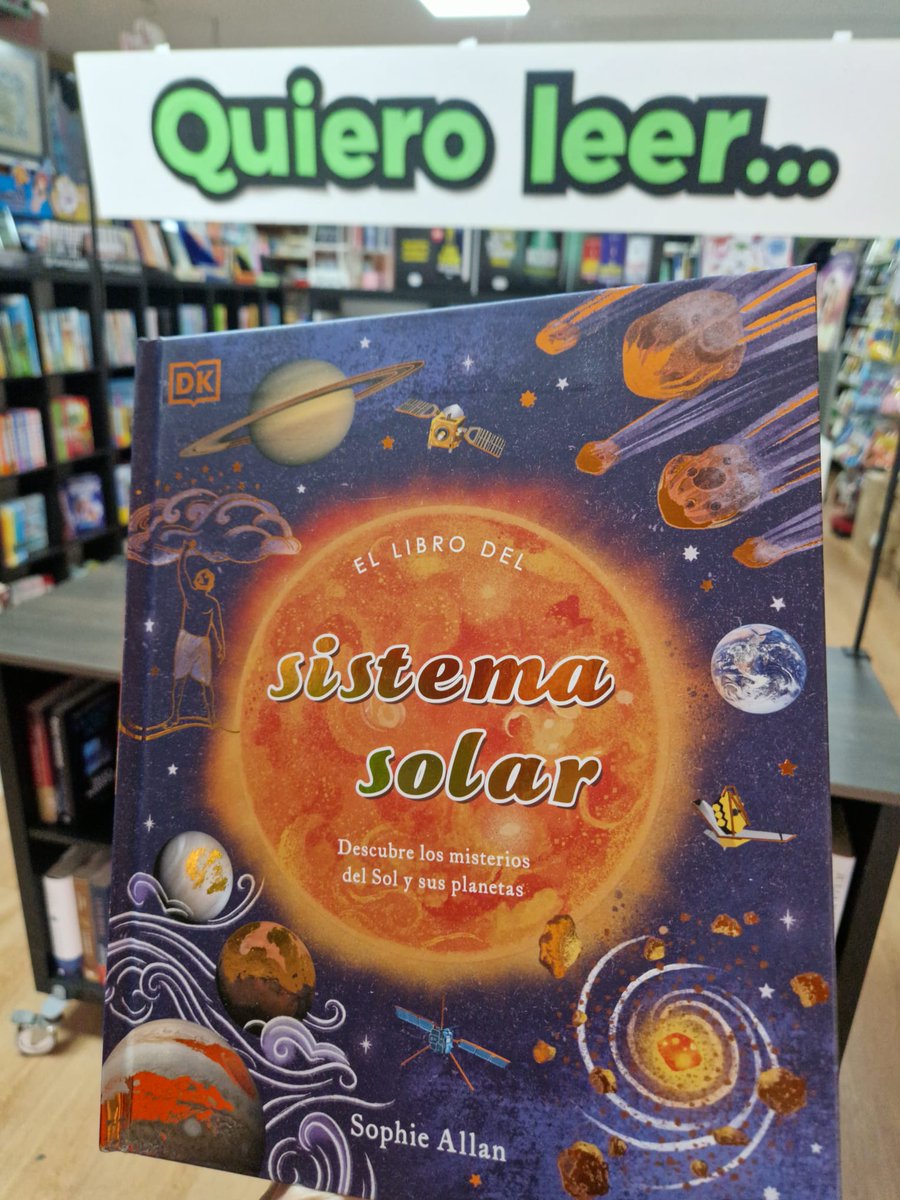 Quiero leer...
DK
EL LIBRO DEL
sistema
solar
Descubre los misterios
del Sol y sus planetas
Sophie Allan